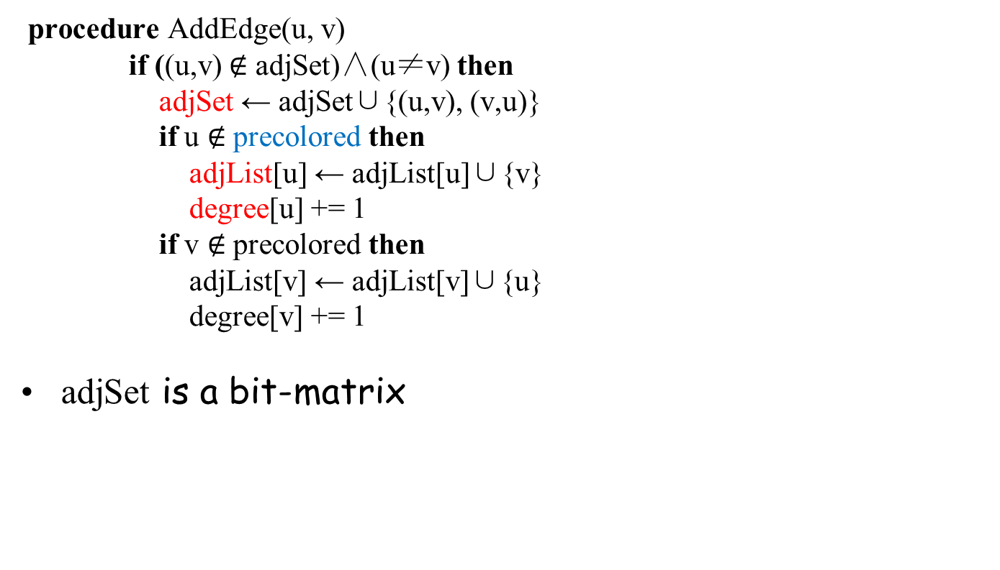 procedure AddEdge(u, v)
if ((u,v) ∉ adjSet)∧(u≠v) then
adjSet ← adjSet∪{(u,v), (v,u)}
if u ∉ precolored then
adjList[u] ← adjList[u]∪{v}
degree[u] += 1
if v ∉ precolored then
adjList[v] ← adjList[v]∪{u}
degree[v] += 1
• adjSet is a bit-matrix